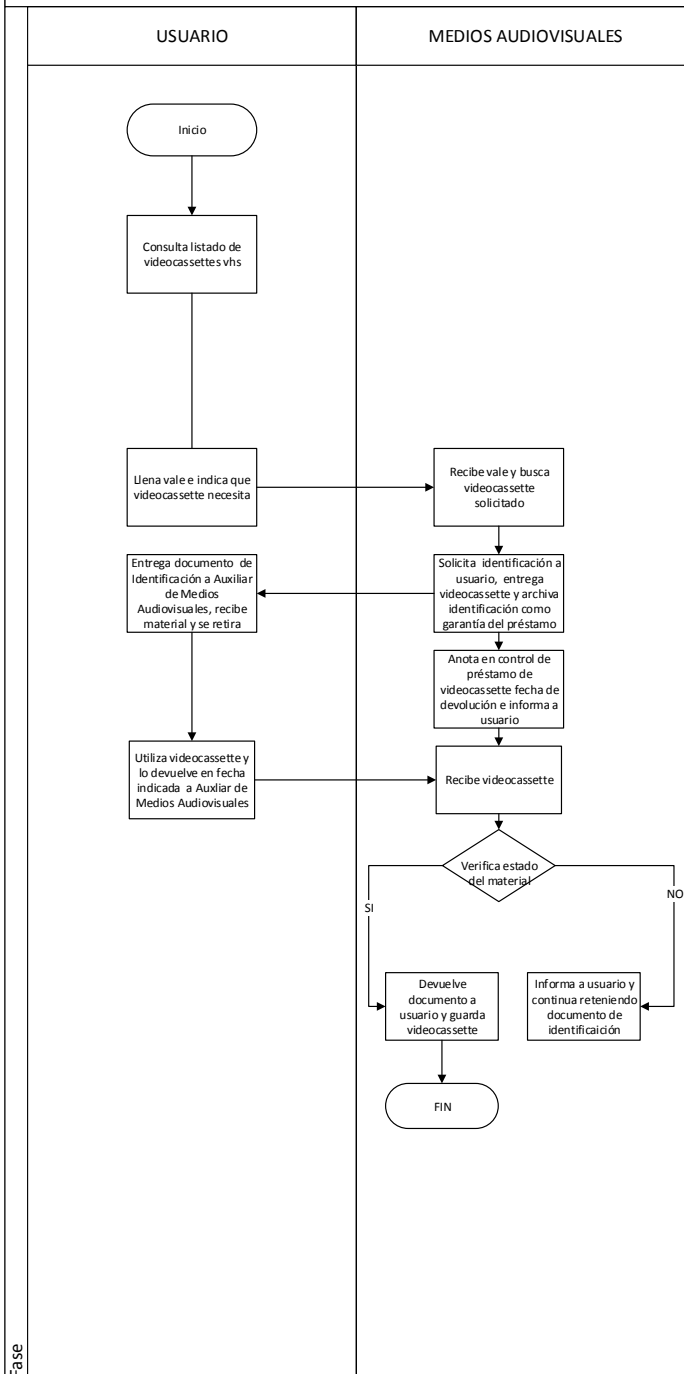 USUARIO
MEDIOS AUDIOVISUALES
Inicio
Consulta listado de
videocassettes vhs
Llena vale e indica que
videocassette necesita
Recibe vale y busca
videocassette
solicitado
Solicita identificación a
usuario, entrega
videocassette y archiva
identificación como
garantía del préstamo
Entrega documento de
Identificación a Auxiliar
de Medios
Audiovisuales, recibe
material y se retira
Anota en control de
préstamo de
videocassette fecha de
devolución e informa a
usuario
Utiliza videocassette y
lo devuelve en fecha
indicada a Auxliar de
Medios Audiovisuales
Recibe videocassette
Verifica estado
del material
SI
NO
Devuelve
documento a
usuario y guarda
videocassette
Informa a usuario y
continua reteniendo
documento de
identificaición
FIN
Fase